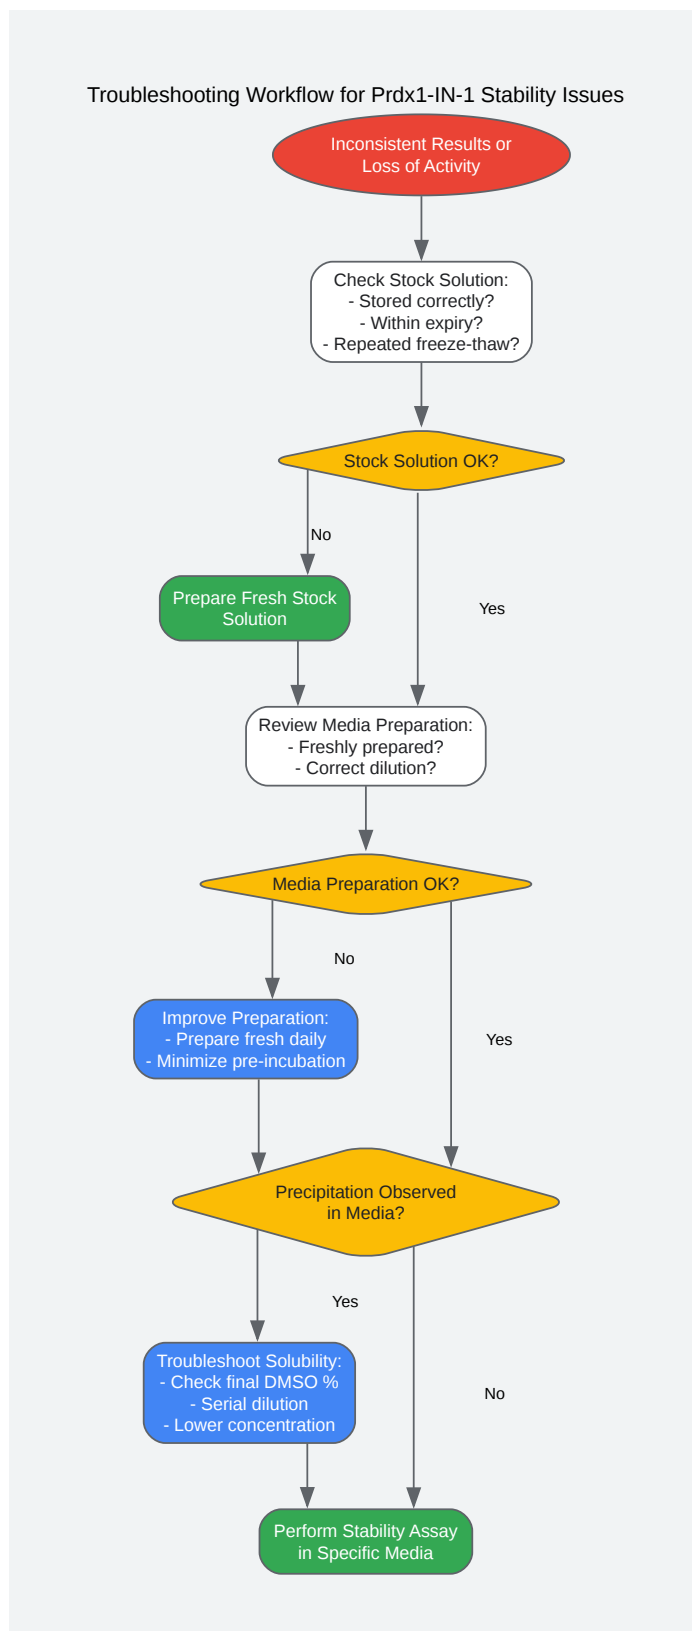 Troubleshooting Workflow for Prdx1-IN-1 Stability Issues
Inconsistent Results or
Loss of Activity
Check Stock Solution:
- Stored correctly?
- Within expiry?
- Repeated freeze-thaw?
Stock Solution OK?
No
Prepare Fresh Stock
Solution
Yes
Review Media Preparation:
- Freshly prepared?
- Correct dilution?
Media Preparation OK?
No
Improve Preparation:
- Prepare fresh daily
- Minimize pre-incubation
Yes
Precipitation Observed
in Media?
Yes
Troubleshoot Solubility:
- Check final DMSO %
- Serial dilution
- Lower concentration
No
Perform Stability Assay
in Specific Media